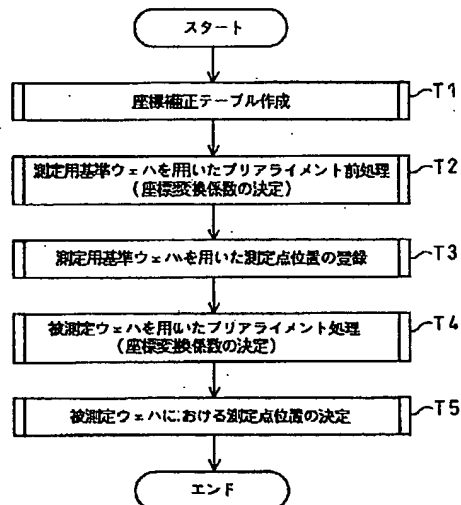 スタート
座標補正テーブル作成
T1
測定用基準ウェハを用いたプリアライメント前処理
(座標変換係数の決定)
T2
測定用基準ウェハを用いた測定点位置の登録
T3
被測定ウェハを用いたプリアライメント処理
(座標変換係数の決定)
T4
被測定ウェハにおける測定点位置の決定
T5
エンド